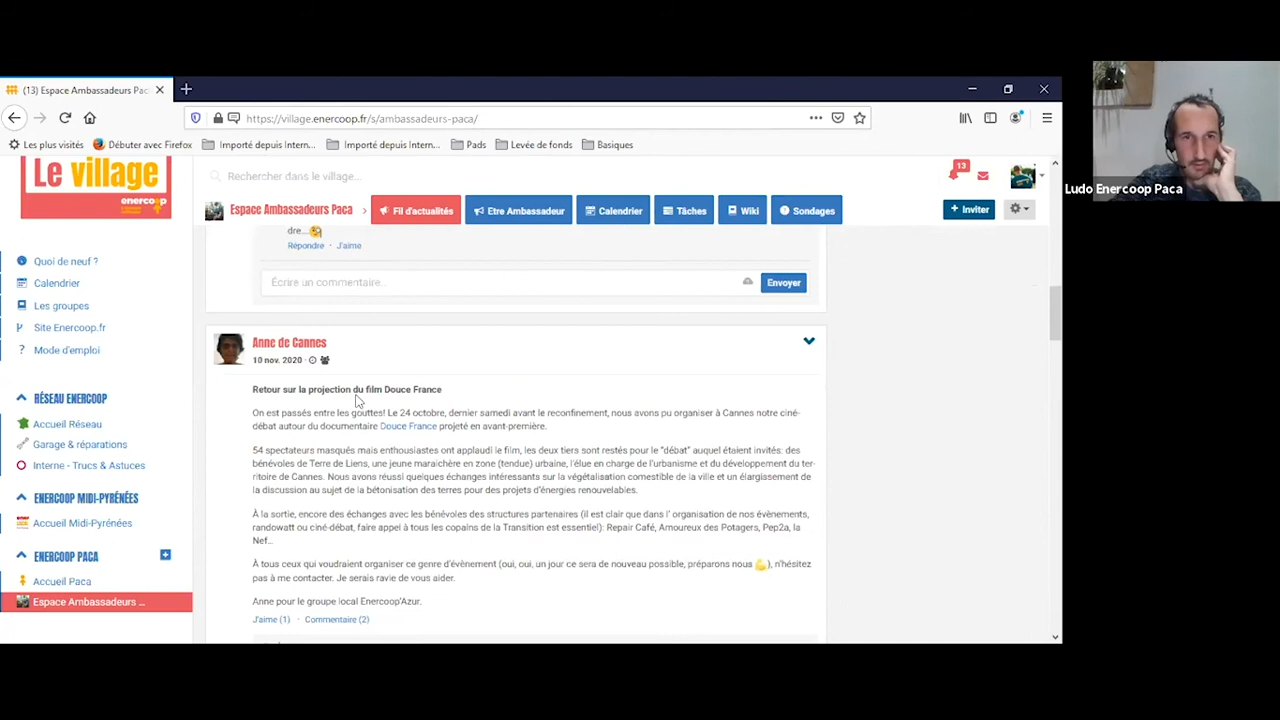 (13) Espace Ambassadeurs Pac
https://village.enercoop.fr/s/ambassadeurs-paca/
Les plus visités
Débuter avec Firefox
Importé depuis Intern...
Importé depuis Intern...
Pads
Levée de fonds
Basiques
Le village
enercoop
Rechercher dans le village...
13
Espace Ambassadeurs Paca
Fil d'actualités
Etre Ambassadeur
Calendrier
Tâches
Wiki
Sondages
+ Inviter
Ludo Enercoop Paca
Quoi de neuf ?
Calendrier
Les groupes
Site Enercoop.fr
? Mode d'emploi
RÉSEAU ENERCOOP
Accueil Réseau
Garage & réparations
Interne - Trucs & Astuces
ENERCOOP MIDI-PYRÉNÉES
Accueil Midi-Pyrénées
ENERCOOP PACA
Accueil Paca
Espace Ambassadeurs ...
dre...
Répondre · J'aime
Écrire un commentaire...
Envoyer
Anne de Cannes
10 nov. 2020 ·
Retour sur la projection du film Douce France
On est passés entre les gouttes! Le 24 octobre, dernier samedi avant le reconfinement, nous avons pu organiser à Cannes notre ciné-
débat autour du documentaire Douce France projeté en avant-première.
54 spectateurs masqués mais enthousiastes ont applaudi le film, les deux tiers sont restés pour le "débat" auquel étaient invités: des
bénévoles de Terre de Liens, une jeune maraichère en zone (tendue) urbaine, l'élue en charge de l'urbanisme et du développement du ter-
ritoire de Cannes. Nous avons réussi quelques échanges intéressants sur la végétalisation comestible de la ville et un élargissement de
la discussion au sujet de la bétonisation des terres pour des projets d'énergies renouvelables.
À la sortie, encore des échanges avec les bénévoles des structures partenaires (il est clair que dans l' organisation de nos évènements,
randowatt ou ciné-débat, faire appel à tous les copains de la Transition est essentiel): Repair Café, Amoureux des Potagers, Pep2a, la
Nef...
À tous ceux qui voudraient organiser ce genre d'évènement (oui, oui, un jour ce sera de nouveau possible, préparons nous 💪), n'hésitez
pas à me contacter. Je serais ravie de vous aider.
Anne pour le groupe local Enercoop'Azur.
J'aime (1) · Commentaire (2)